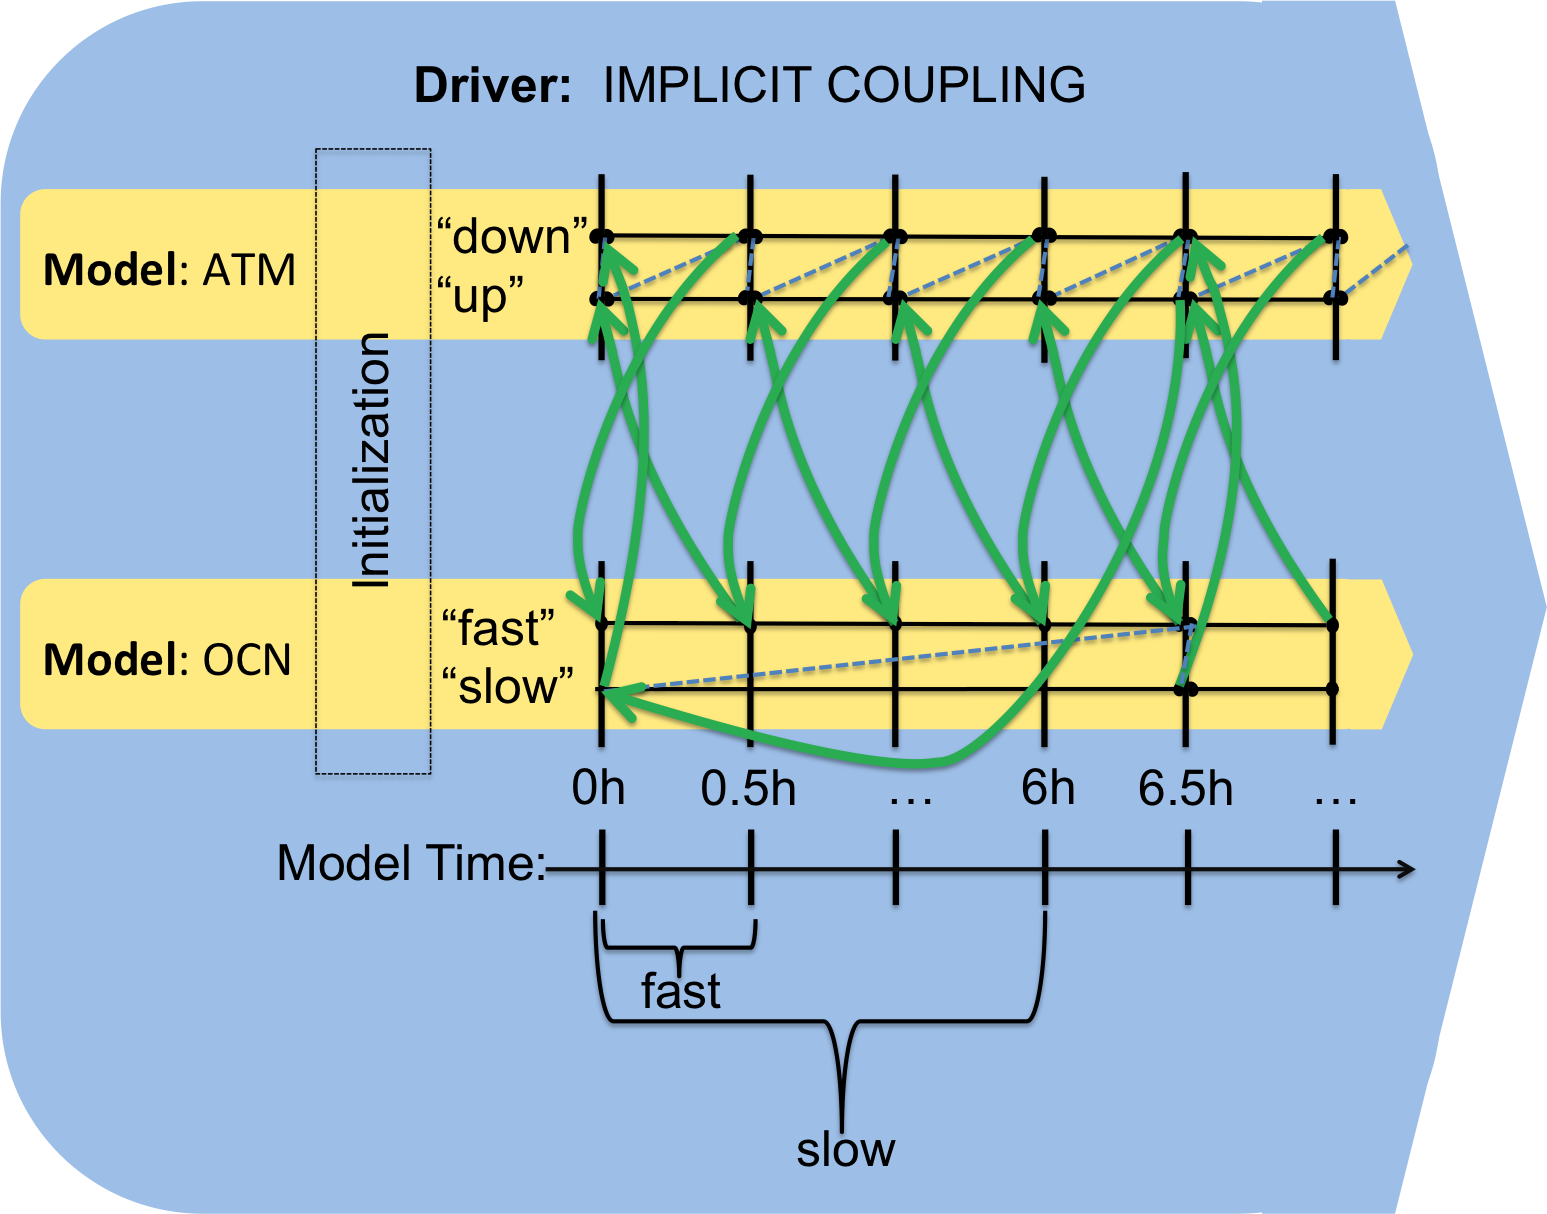 Driver: IMPLICIT COUPLING
Model: ATM
“down”
“up”
Initialization
Model: OCN
“fast”
“slow”
0h 0.5h ... 6h 6.5h ...
Model Time:
fast
slow